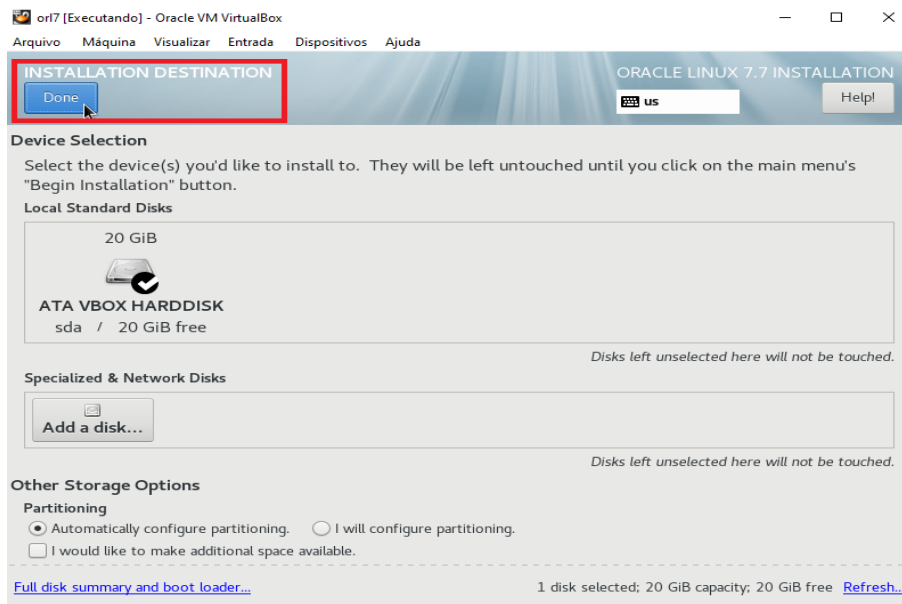 orl7 [Executando] - Oracle VM VirtualBox
Arquivo Máquina Visualizar Entrada Dispositivos Ajuda
INSTALLATION DESTINATION
ORACLE LINUX 7.7 INSTALLATION
Done
us
Help!
Device Selection
Select the device(s) you'd like to install to. They will be left untouched until you click on the main menu's
"Begin Installation" button.
Local Standard Disks
20 GiB
ATA VBOX HARDDISK
sda / 20 GiB free
Disks left unselected here will not be touched.
Specialized & Network Disks
Add a disk...
Disks left unselected here will not be touched.
Other Storage Options
Partitioning
Automatically configure partitioning. I will configure partitioning.
I would like to make additional space available.
Full disk summary and boot loader... 1 disk selected; 20 GiB capacity; 20 GiB free Refresh..